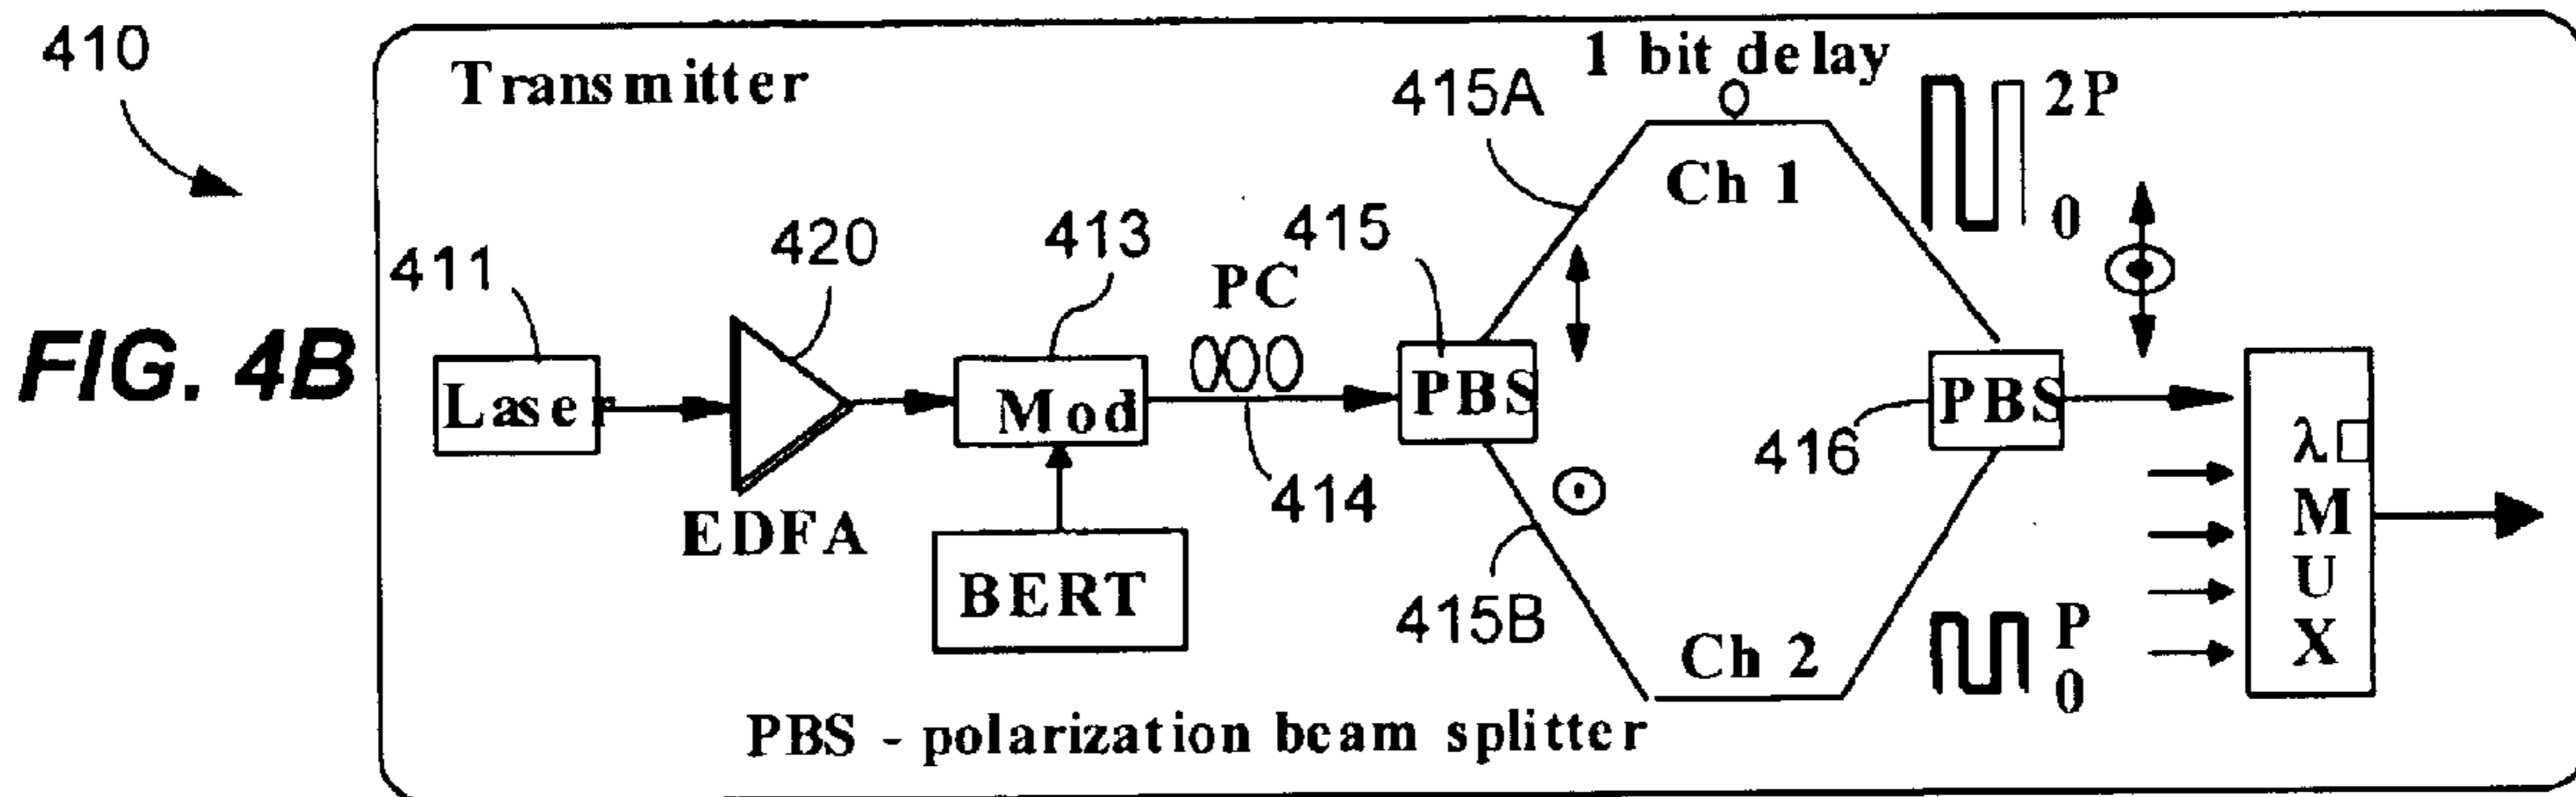 410
Transmitter
1 bit delay
415A
2P
Ch 1
0
411
420
413
415
PC
FIG. 4B
Laser
Mod
PBS
PBS
416
414
EDFA
BERT
λ
M
U
X
415B
Ch 2
P
0
PBS - polarization beam splitter